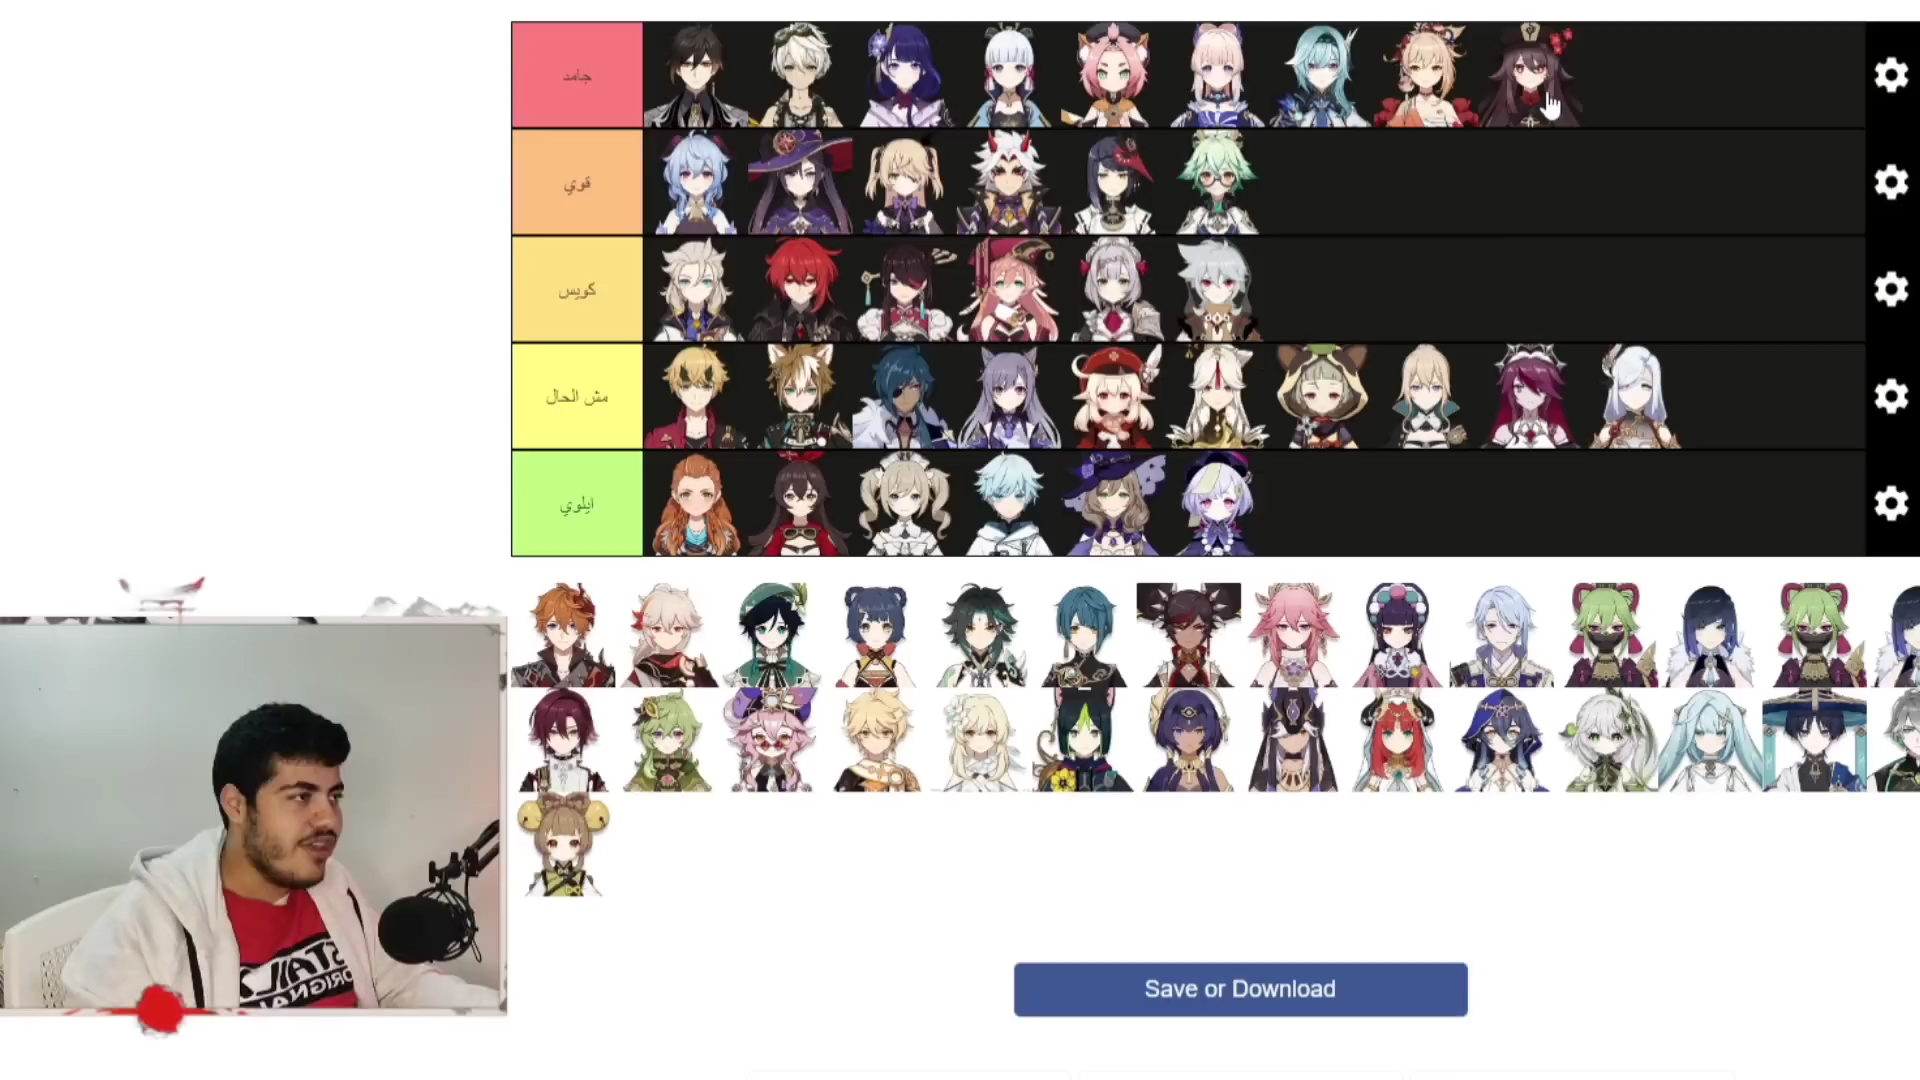 جامد
قوي
كويس
مش الحال
ايلوي
Save or Download